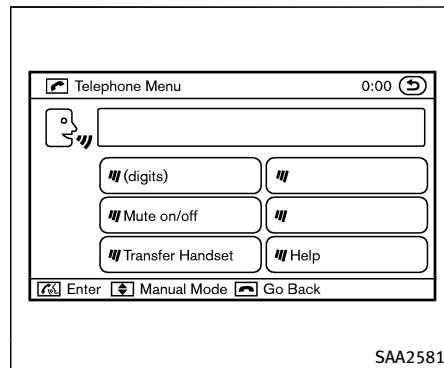 Telephone Menu 0:00
(digits)
Mute on/off
Transfer Handset Help
Enter Manual Mode Go Back
SAA2581